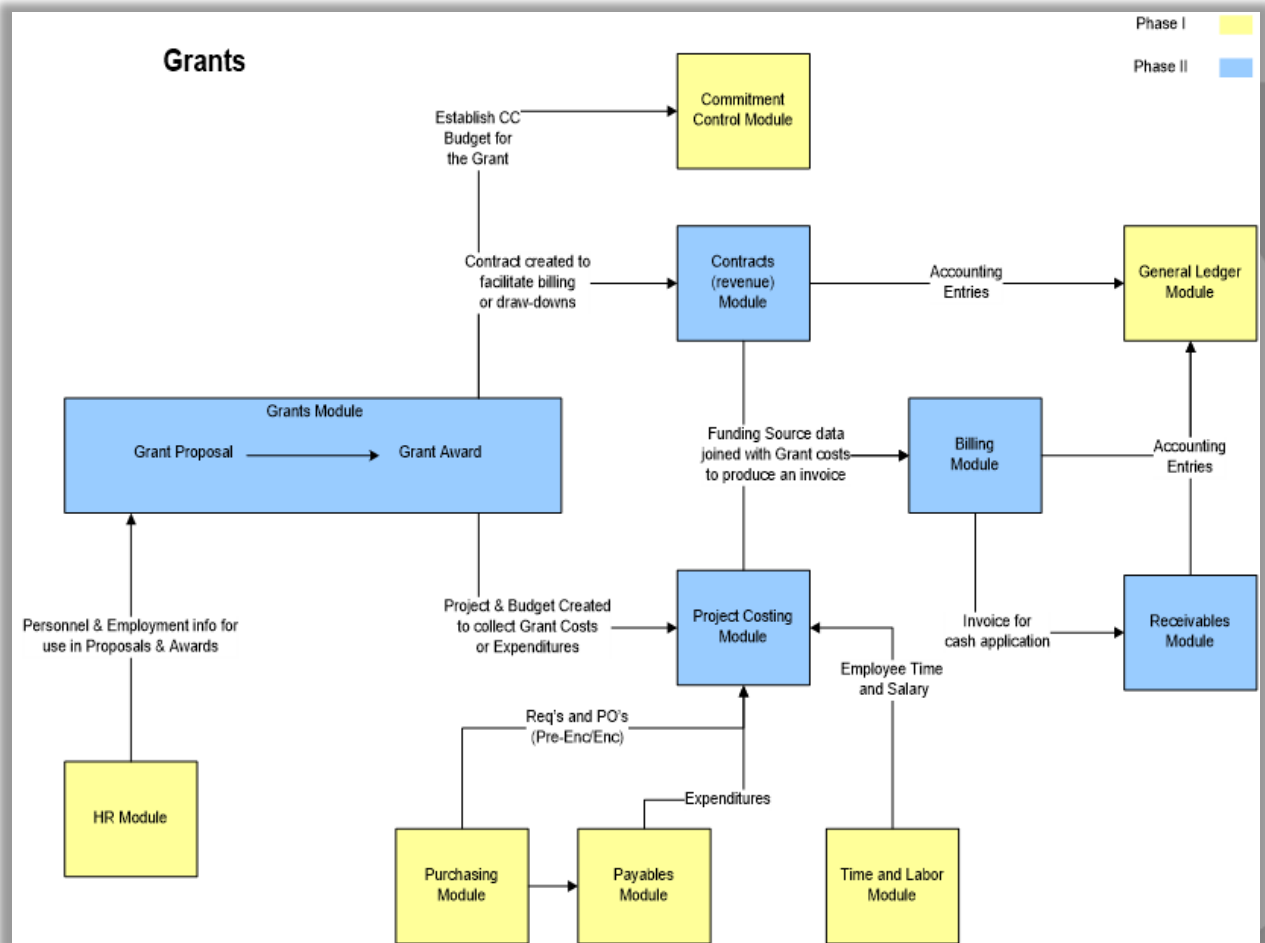 Phase I
Grants
Phase II
Commitment
Control Module
Establish CC
Budget for
the Grant
Contract created to
facilitate billing
or draw-downs
Contracts
(revenue)
Module
Accounting
Entries
General Ledger
Module
Grants Module
Grant Proposal
Grant Award
Funding Source data
joined with Grant costs
to produce an invoice
Billing
Module
Accounting
Entries
Personnel & Employment info for
use in Proposals & Awards
Project & Budget Created
to collect Grant Costs
or Expenditures
Project Costing
Module
Invoice for
cash application
Receivables
Module
Employee Time
and Salary
Req's and PO's
(Pre-Enc/Enc)
Expenditures
HR Module
Purchasing
Module
Payables
Module
Time and Labor
Module